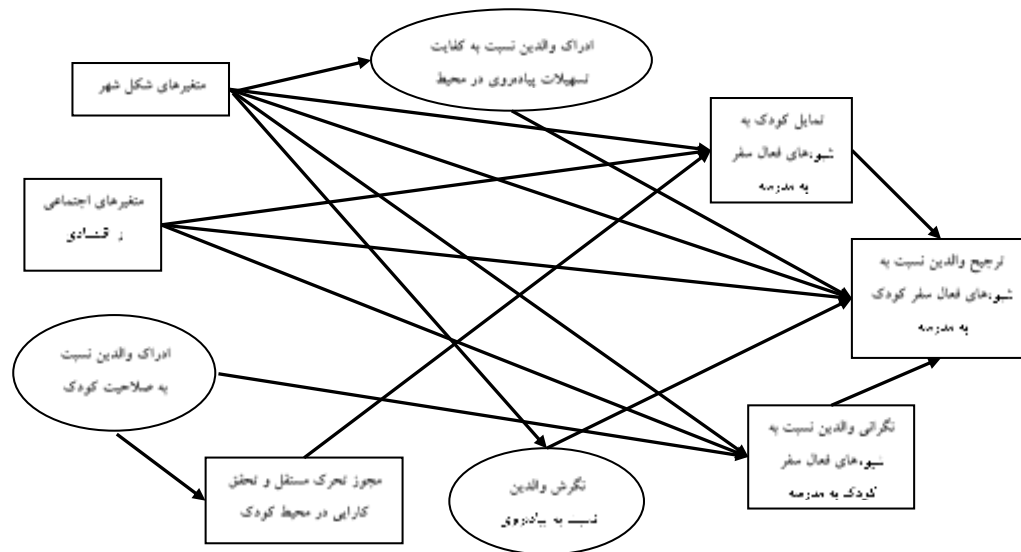 ادراک والدین نسبت به کفایت
تسهیلات پیاده‌روی در محیط
متغیرهای شکل شهر
تمایل کودک به
شیوه‌های فعال سفر
به مدرسه
متغیرهای اجتماعی
و اقتصادی
ترجیح والدین نسبت به
شیوه‌های فعال سفر کودک
به مدرسه
ادراک والدین نسبت
به صلاحیت کودک
نگرانی والدین نسبت به
شیوه‌های فعال سفر
کودک به مدرسه
مجوز تحرک مستقل و تحقق
کارایی در محیط کودک
نگرش والدین
نسبت به پیاده‌روی